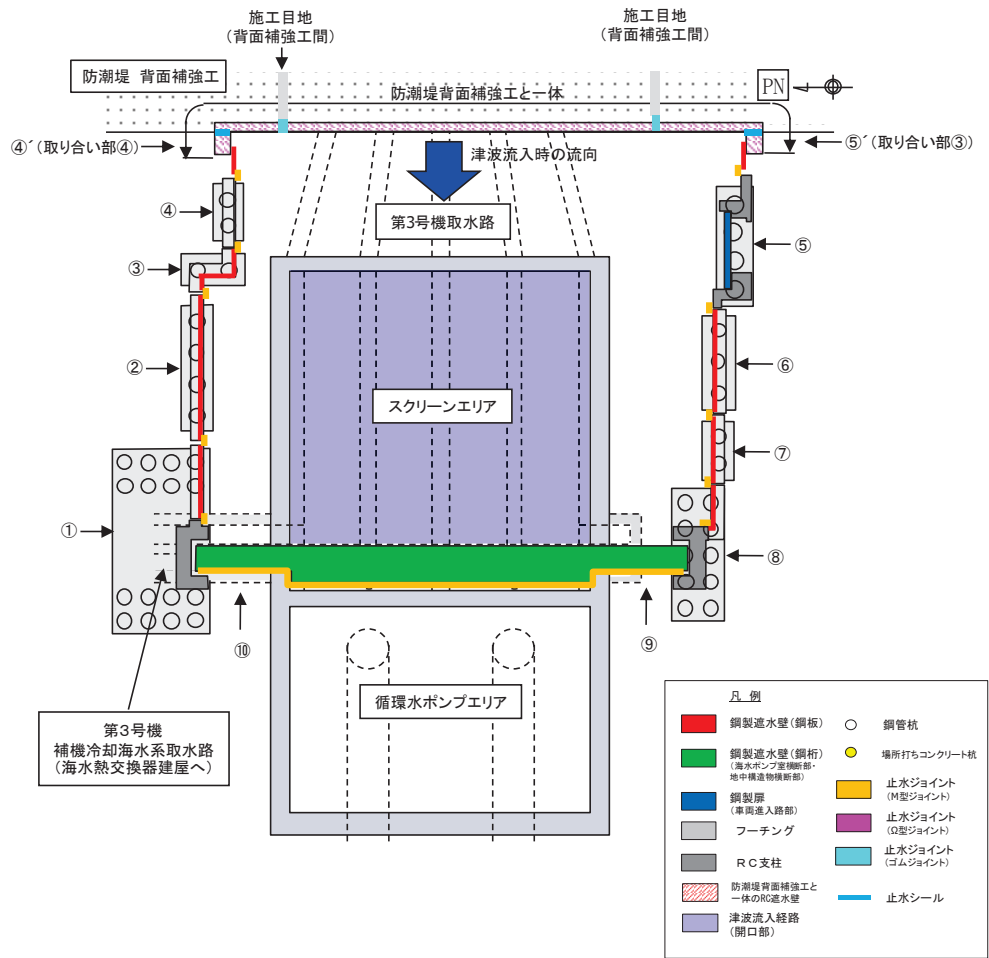 施工目地
(背面補強工間)
施工目地
(背面補強工間)
防潮堤 背面補強工
防潮堤背面補強工と一体
PN
④´(取り合い部④)
津波流入時の流向
⑤´(取り合い部③)
第3号機取水路
④
③
②
①
⑤
⑥
⑦
⑧
スクリーンエリア
⑩
⑨
循環水ポンプエリア
第3号機
補機冷却海水系取水路
(海水熱交換器建屋へ)
凡 例
鋼製遮水壁(鋼板)
鋼製遮水壁(鋼桁)
(海水ポンプ室横断部・
地中構造物横断部)
鋼製扉
(車両進入路部)
フーチング
RC支柱
防潮堤背面補強工と
一体のRC遮水壁
津波流入経路
(開口部)
鋼管杭
場所打ちコンクリート杭
止水ジョイント
(M型ジョイント)
止水ジョイント
(Ω型ジョイント)
止水ジョイント
(ゴムジョイント)
止水シール